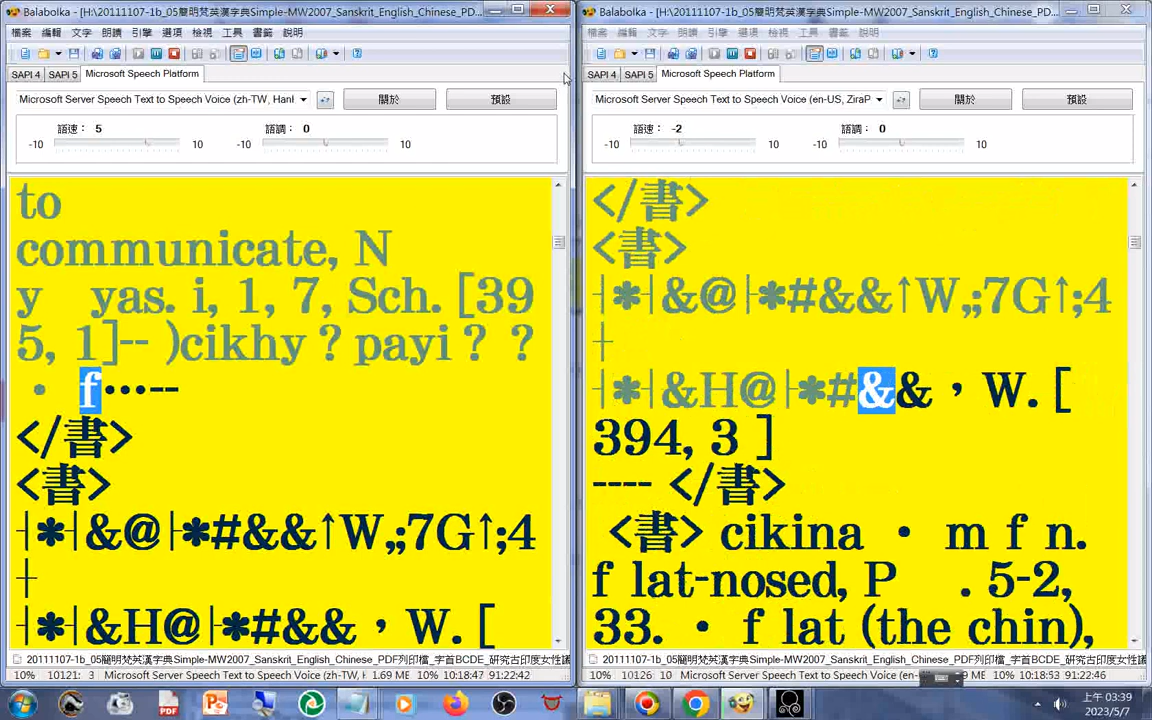 Balabolka - [H:\20111107-1b_05簡明梵英漢字典Simple-MW2007_Sanskrit_English_Chinese_PD...
檔案 編輯 文字 朗讀 引擎 選項 檢視 工具 書籤 說明
SAPI 4 SAPI 5 Microsoft Speech Platform
Microsoft Server Speech Text to Speech Voice (zh-TW, HanI
關於 預設
語速： 5 語調： 0
-10 10 -10 10
to
communicate, N
y yas. i, 1, 7, Sch. [39
5, 1]-- )cikhy ? payi ? ?
• f•••--
</書>
<書>
┤*┤&@├*#&&↑W,;7G↑;4
┼
┤*┤&H@├*#&&，W. [
20111107-1b_05簡明梵英漢字典Simple-MW2007_Sanskrit_English_Chinese_PDF列印檔_字首BCDE_研究古印度女性議
10% 10121: 3 Microsoft Server Speech Text to Speech Voice (zh-TW, H 1.69 ME 10% 10:18:47 91:22:42
Balabolka - [H:\20111107-1b_05簡明梵英漢字典Simple-MW2007_Sanskrit_English_Chinese_PD...
檔案 編輯 文字 朗讀 引擎 選項 檢視 工具 書籤 說明
SAPI 4 SAPI 5 Microsoft Speech Platform
Microsoft Server Speech Text to Speech Voice (en-US, ZiraP
關於 預設
語速： -2 語調： 0
-10 10 -10 10
</書>
<書>
┤*┤&@├*#&&↑W,;7G↑;4
┼
┤*┤&H@├*#&&，W. [
394, 3 ]
---- </書>
<書> cikina • m f n.
f lat-nosed, P . 5-2,
33. • f lat (the chin),
20111107-1b_05簡明梵英漢字典Simple-MW2007_Sanskrit_English_Chinese_PDF列印檔_字首BCDE_研究古印度女性議
10% 10126: 10 Microsoft Server Speech Text to Speech Voice (en-U ME 10% 10:18:53 91:22:46
上午 03:39
2023/5/7